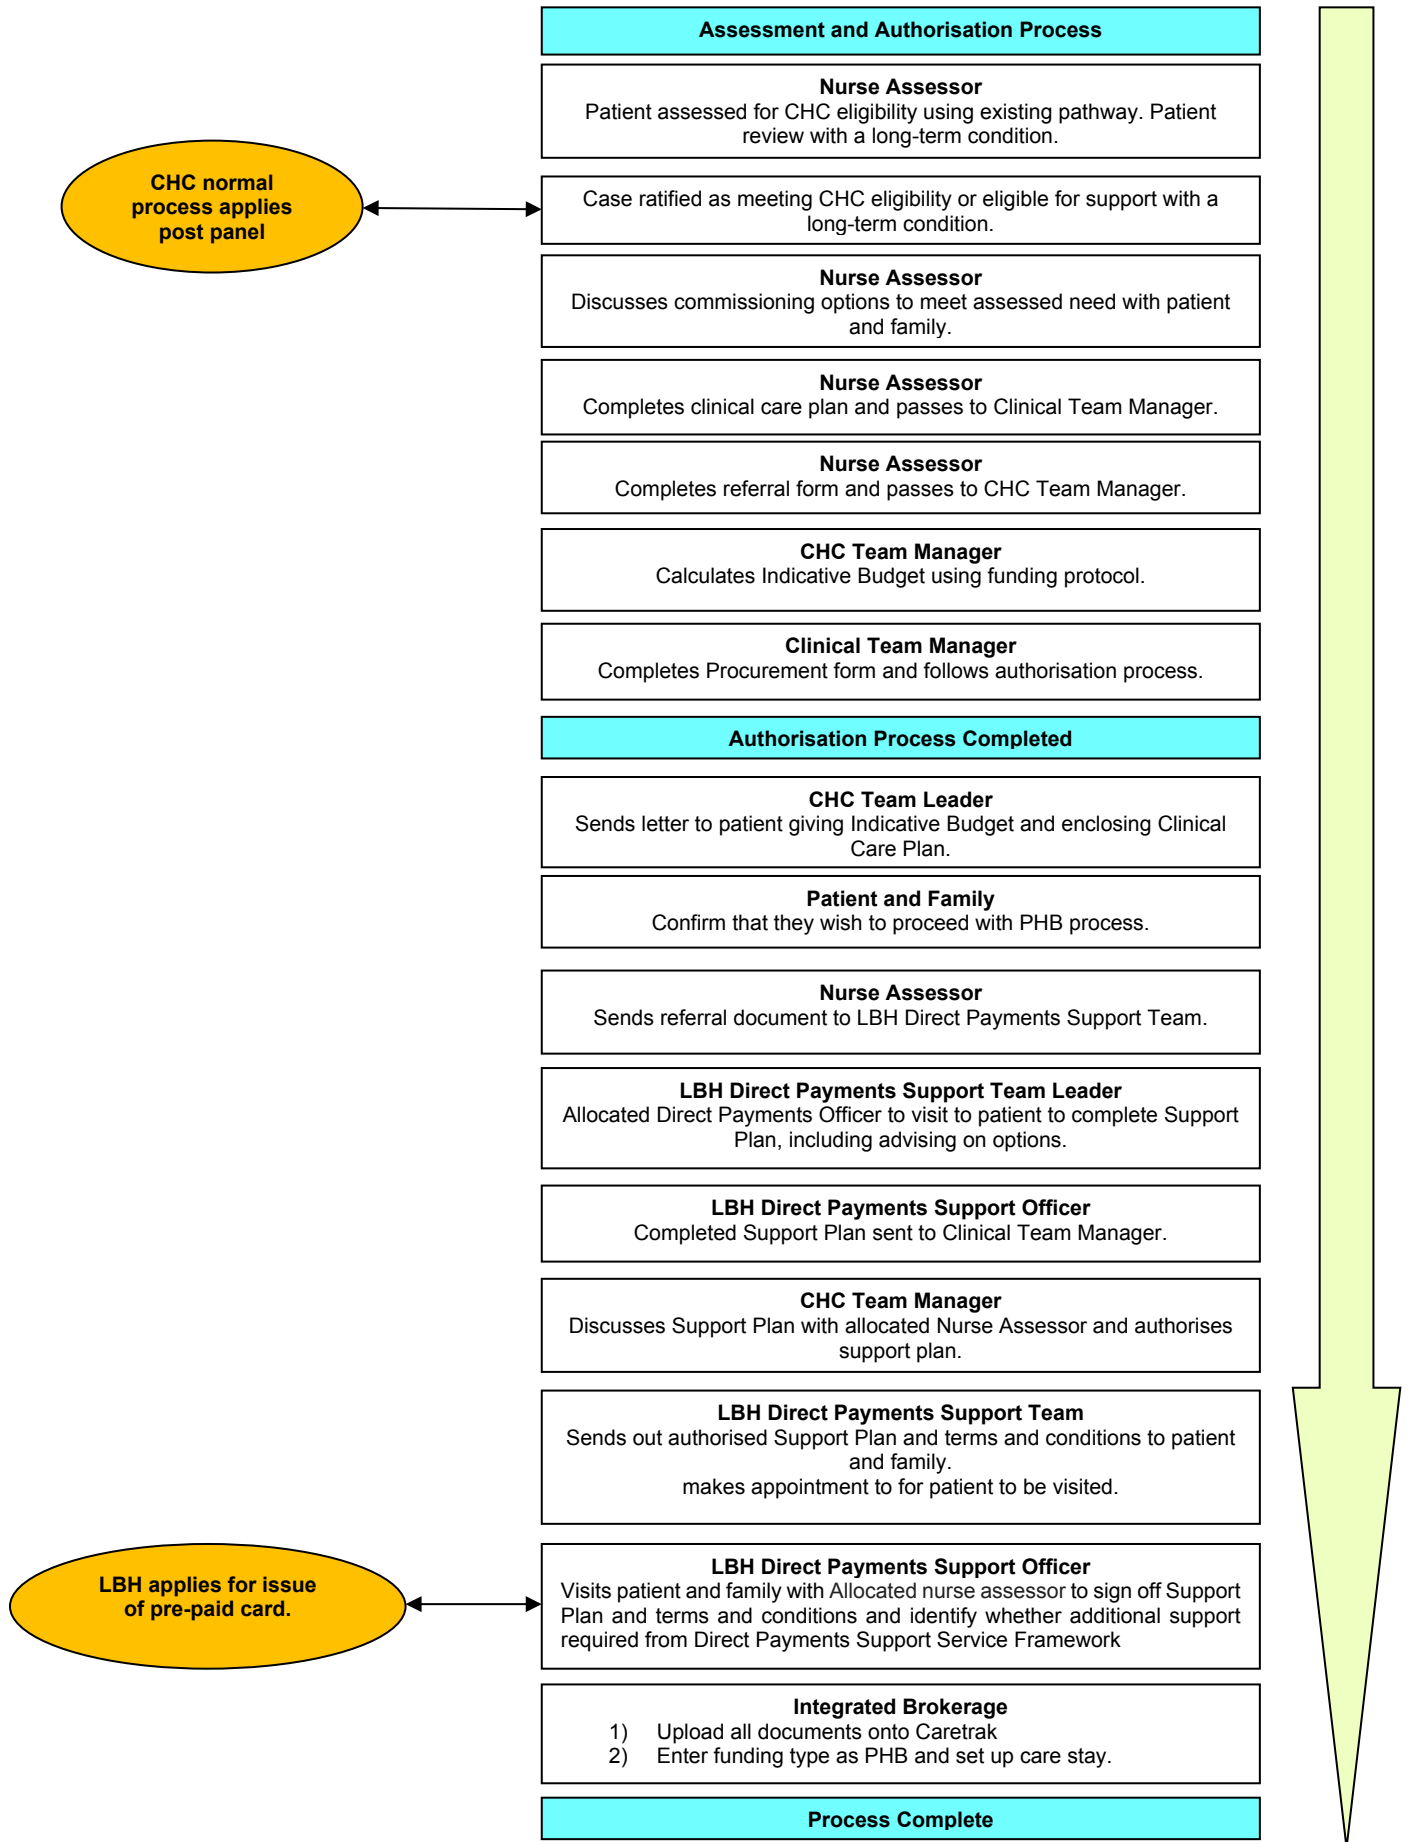 Assessment and Authorisation Process
Nurse Assessor
Patient assessed for CHC eligibility using existing pathway. Patient
review with a long-term condition.
CHC normal
process applies
post panel
Case ratified as meeting CHC eligibility or eligible for support with a
long-term condition.
Nurse Assessor
Discusses commissioning options to meet assessed need with patient
and family.
Nurse Assessor
Completes clinical care plan and passes to Clinical Team Manager.
Nurse Assessor
Completes referral form and passes to CHC Team Manager.
CHC Team Manager
Calculates Indicative Budget using funding protocol.
Clinical Team Manager
Completes Procurement form and follows authorisation process.
Authorisation Process Completed
CHC Team Leader
Sends letter to patient giving Indicative Budget and enclosing Clinical
Care Plan.
Patient and Family
Confirm that they wish to proceed with PHB process.
Nurse Assessor
Sends referral document to LBH Direct Payments Support Team.
LBH Direct Payments Support Team Leader
Allocated Direct Payments Officer to visit to patient to complete Support
Plan, including advising on options.
LBH Direct Payments Support Officer
Completed Support Plan sent to Clinical Team Manager.
CHC Team Manager
Discusses Support Plan with allocated Nurse Assessor and authorises
support plan.
LBH Direct Payments Support Team
Sends out authorised Support Plan and terms and conditions to patient
and family.
makes appointment to for patient to be visited.
LBH applies for issue
of pre-paid card.
LBH Direct Payments Support Officer
Visits patient and family with Allocated nurse assessor to sign off Support
Plan and terms and conditions and identify whether additional support
required from Direct Payments Support Service Framework
Integrated Brokerage
1) Upload all documents onto Caretrak
2) Enter funding type as PHB and set up care stay.
Process Complete